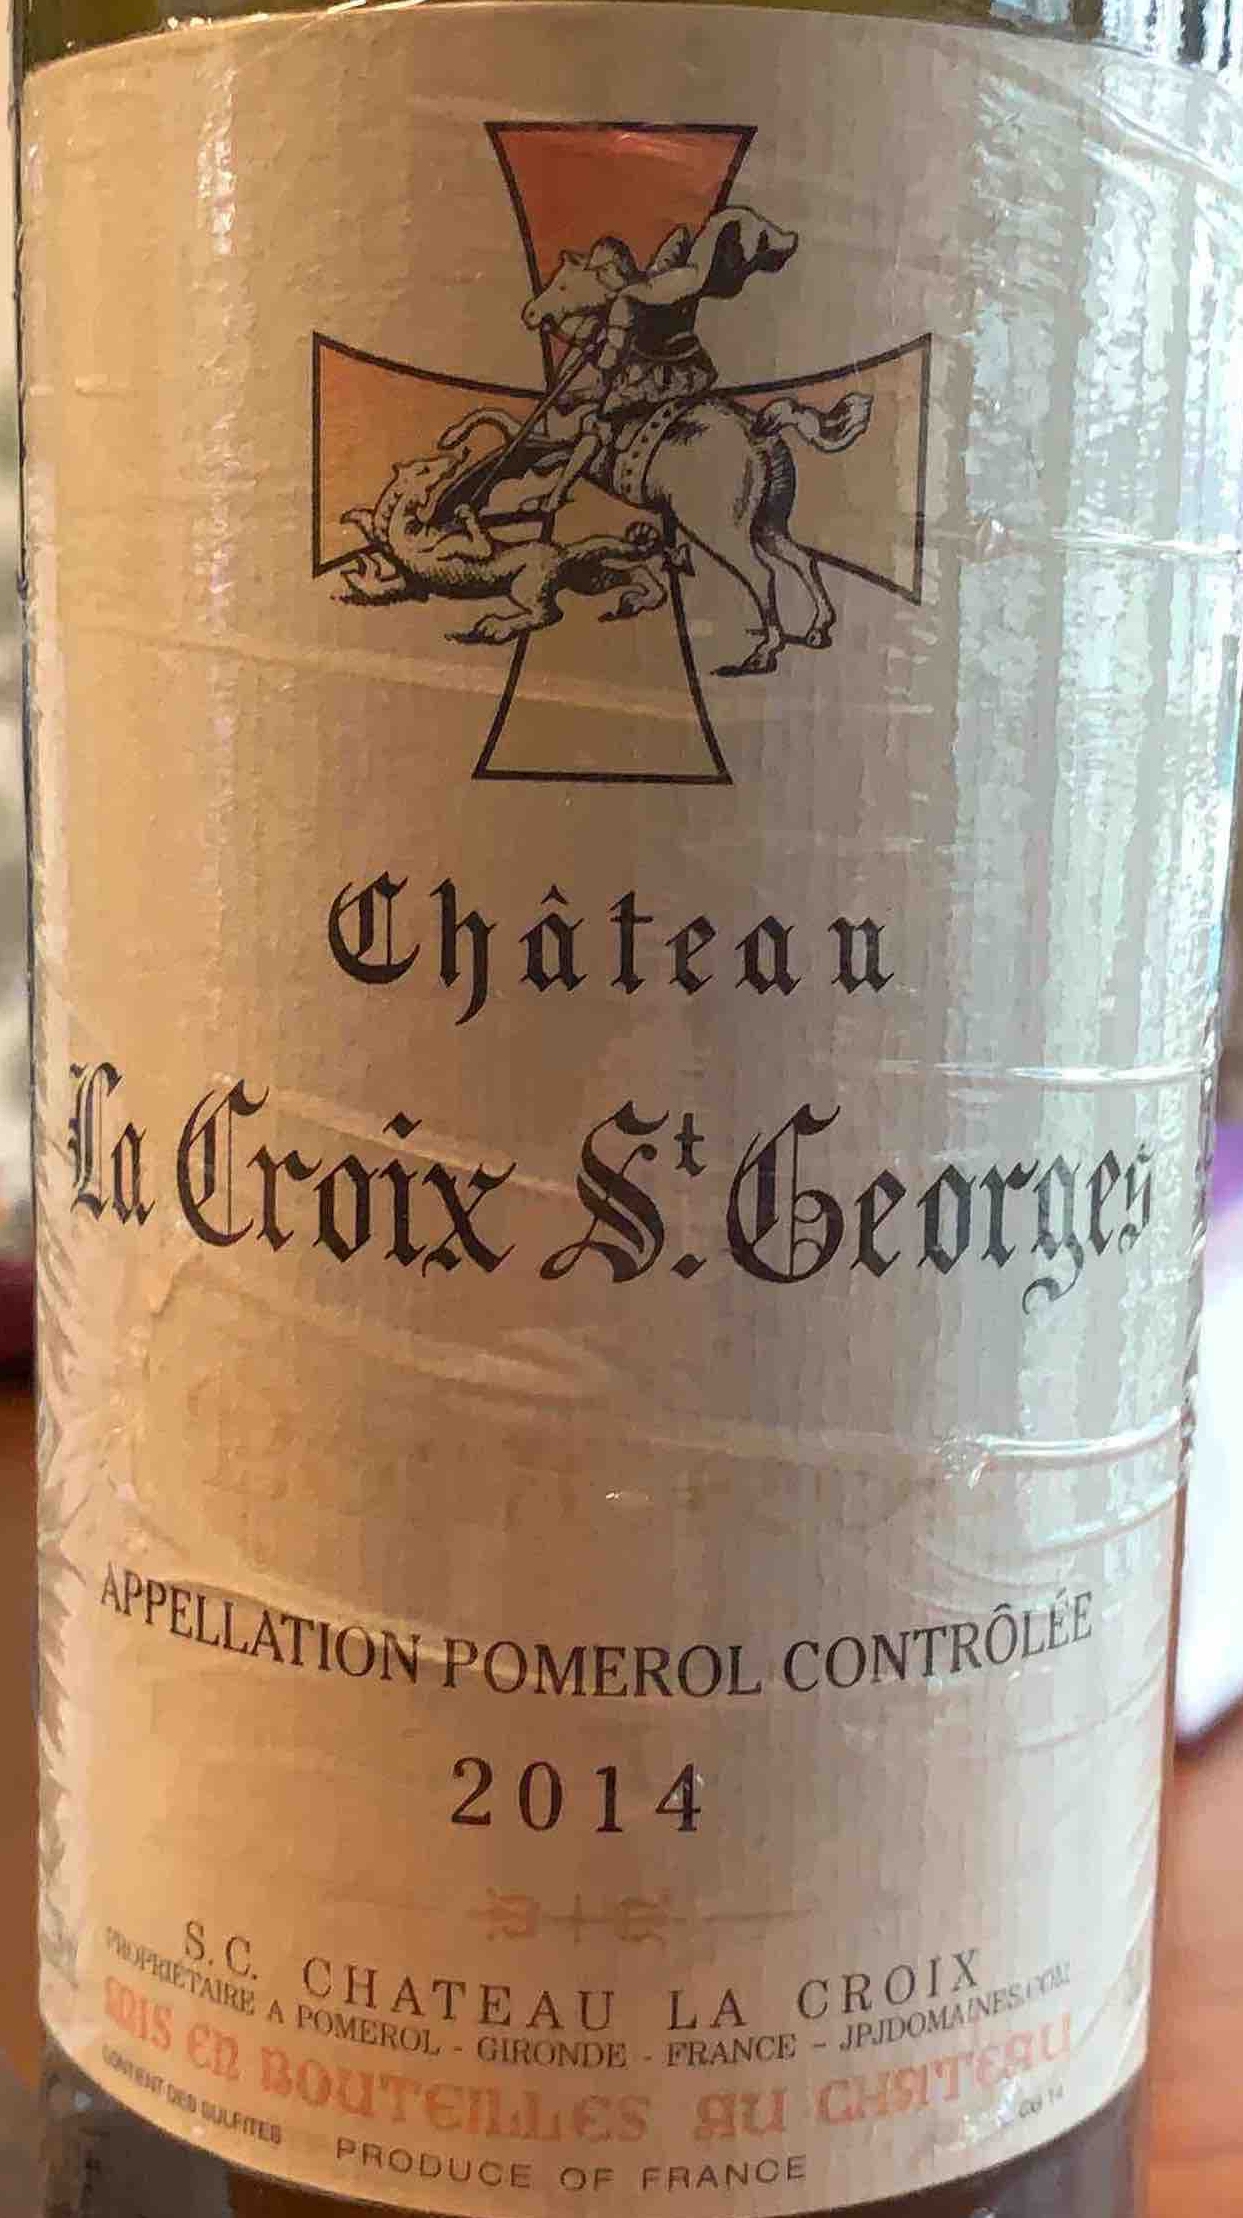 Château
La Croix St. Georges
APPELLATION POMEROL CONTRÔLÉE
2014
S.C. CHATEAU LA CROIX
PROPRIÉTAIRE A POMEROL - GIRONDE - FRANCE - JPJDOMAINES.COM
MIS EN BOUTEILLES AU CHATEAU
CONTIENT DES SULFITES
PRODUCE OF FRANCE